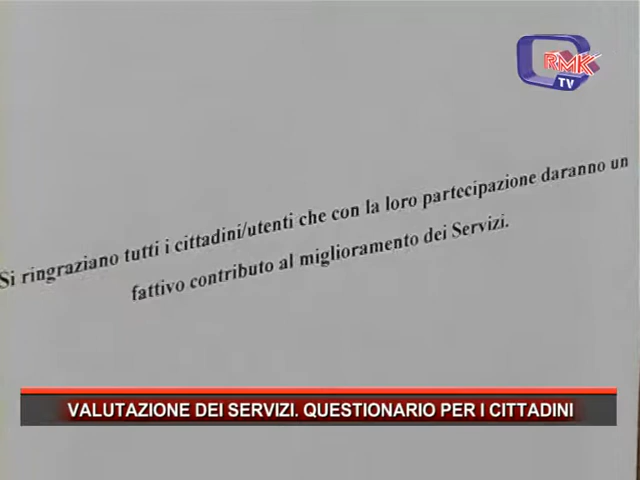 RMK
TV
Si ringraziano tutti i cittadini/utenti che con la loro partecipazione daranno un
fattivo contributo al miglioramento dei Servizi.
VALUTAZIONE DEI SERVIZI. QUESTIONARIO PER I CITTADINI